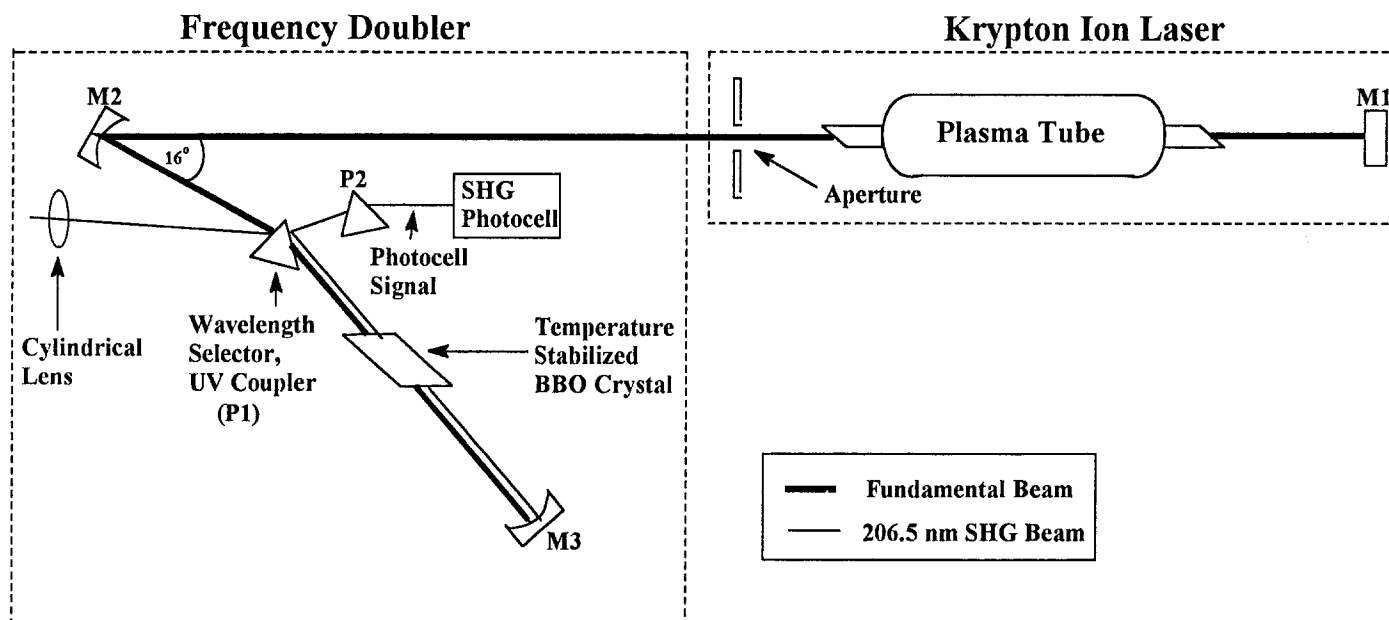 Frequency Doubler
Krypton Ion Laser
M2
M1
Plasma Tube
16°
P2
SHG
Photocell
Aperture
Photocell
Signal
Cylindrical
Lens
Wavelength
Selector,
UV Coupler
(P1)
Temperature
Stabilized
BBO Crystal
M3
Fundamental Beam
206.5 nm SHG Beam